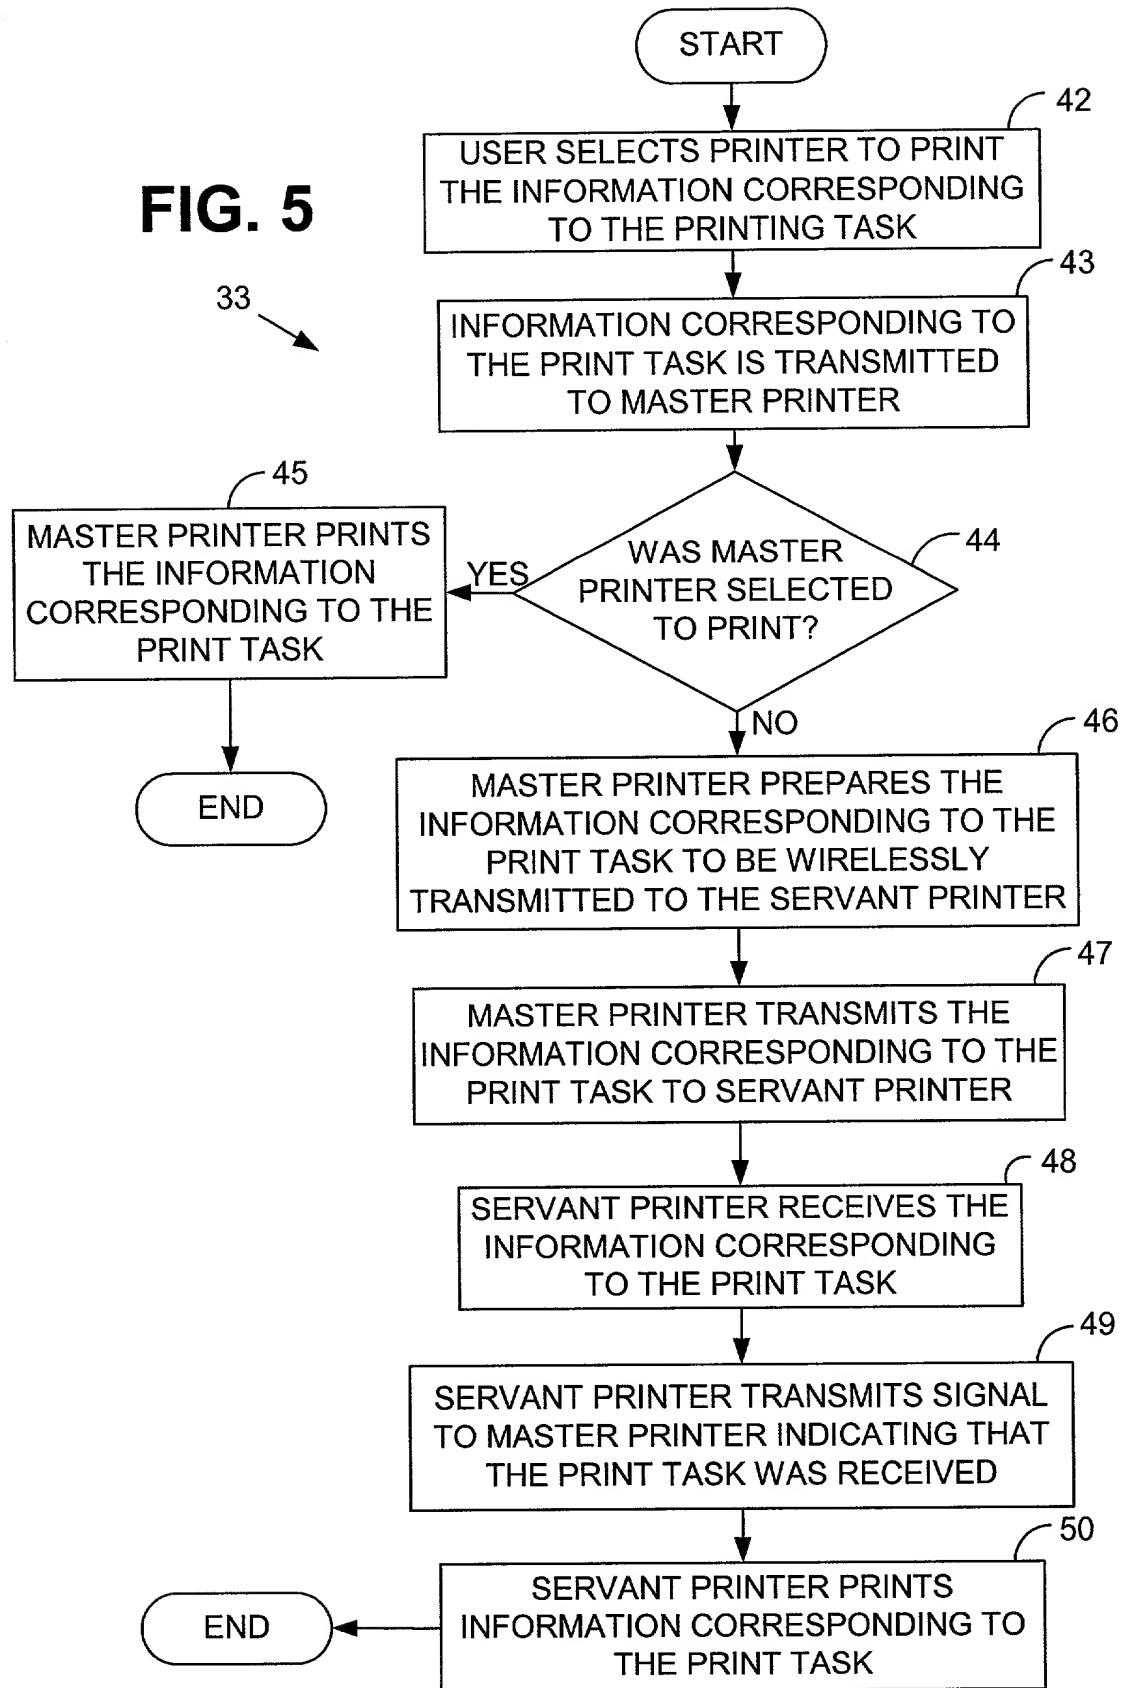 START
42
USER SELECTS PRINTER TO PRINT
THE INFORMATION CORRESPONDING
TO THE PRINTING TASK
FIG. 5
33
43
INFORMATION CORRESPONDING TO
THE PRINT TASK IS TRANSMITTED
TO MASTER PRINTER
44
WAS MASTER
PRINTER SELECTED
TO PRINT?
YES
45
MASTER PRINTER PRINTS
THE INFORMATION
CORRESPONDING TO THE
PRINT TASK
END
NO
46
MASTER PRINTER PREPARES THE
INFORMATION CORRESPONDING TO THE
PRINT TASK TO BE WIRELESSLY
TRANSMITTED TO THE SERVANT PRINTER
47
MASTER PRINTER TRANSMITS THE
INFORMATION CORRESPONDING TO THE
PRINT TASK TO SERVANT PRINTER
48
SERVANT PRINTER RECEIVES THE
INFORMATION CORRESPONDING
TO THE PRINT TASK
49
SERVANT PRINTER TRANSMITS SIGNAL
TO MASTER PRINTER INDICATING THAT
THE PRINT TASK WAS RECEIVED
50
SERVANT PRINTER PRINTS
INFORMATION CORRESPONDING TO
THE PRINT TASK
END